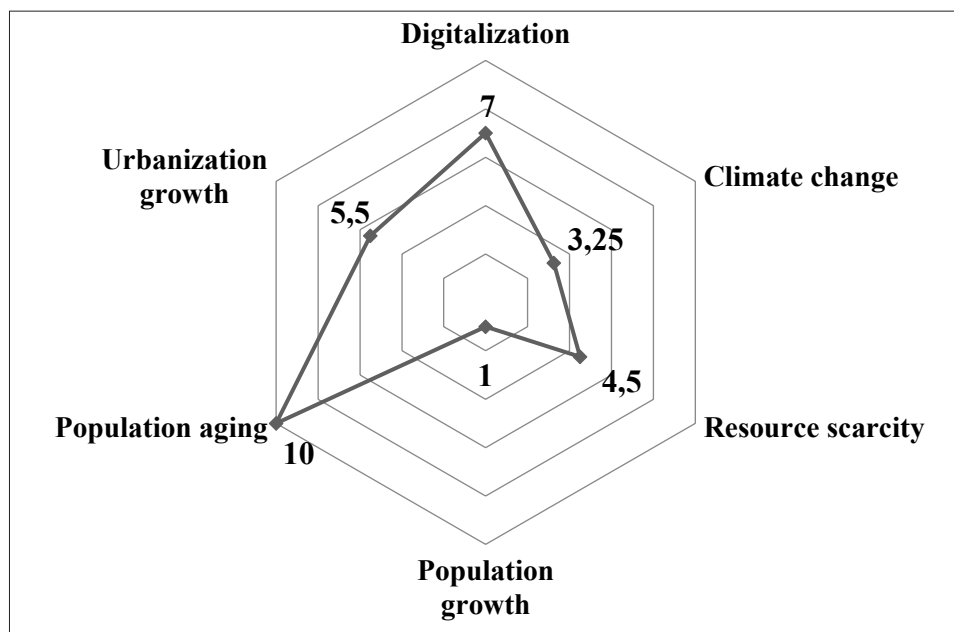 Digitalization
7
Urbanization
growth
Climate change
5,5
3,25
1
4,5
Population aging
10
Resource scarcity
Population
growth